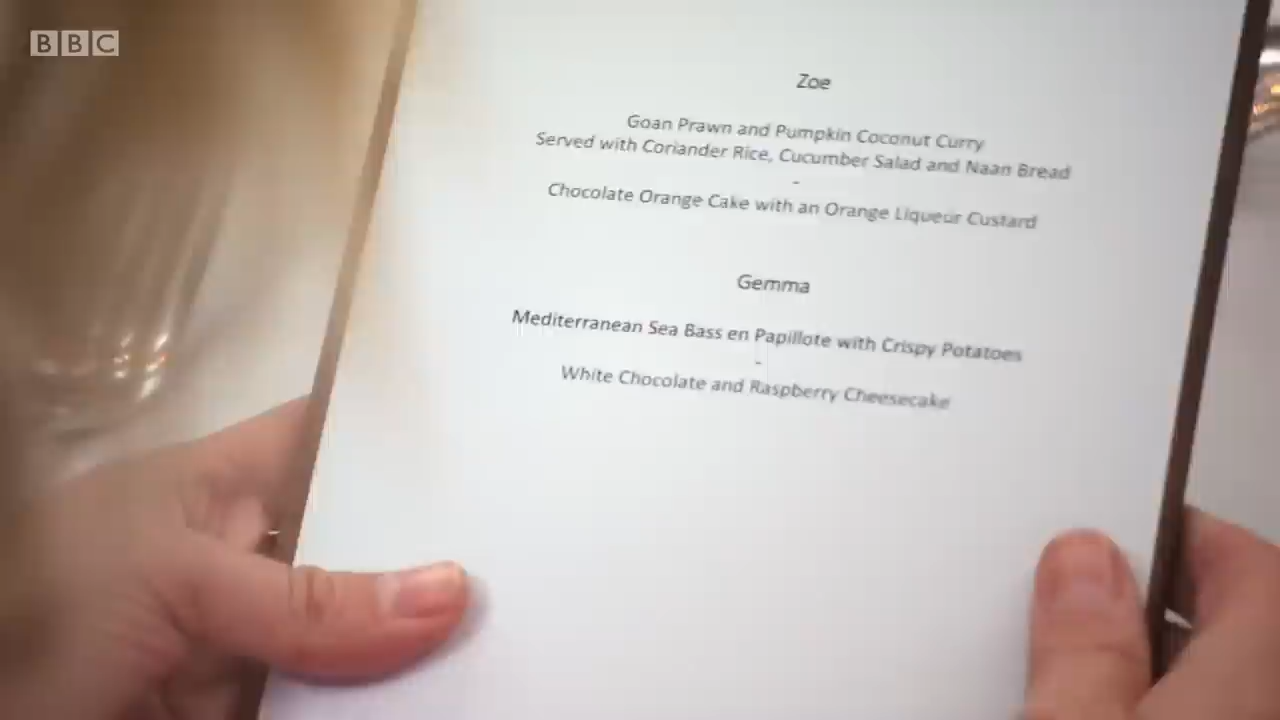 BBC
Zoe
Goan Prawn and Pumpkin Coconut Curry
Served with Coriander Rice, Cucumber Salad and Naan Bread
-
Chocolate Orange Cake with an Orange Liqueur Custard
Gemma
Mediterranean Sea Bass en Papillote with Crispy Potatoes
-
White Chocolate and Raspberry Cheesecake